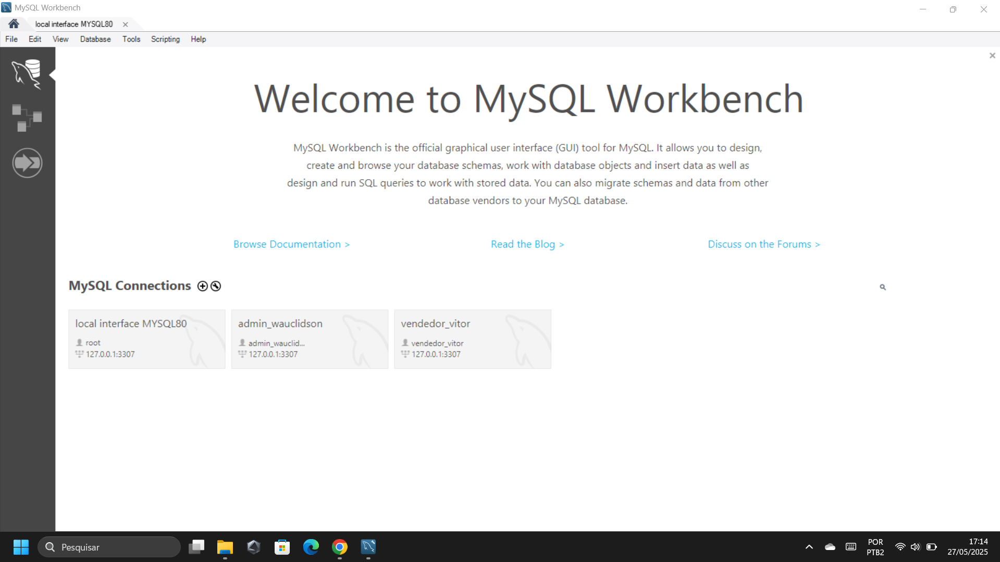 MySQL Workbench
local interface MYSQL80
File Edit View Database Tools Scripting Help
Welcome to MySQL Workbench
MySQL Workbench is the official graphical user interface (GUI) tool for MySQL. It allows you to design,
create and browse your database schemas, work with database objects and insert data as well as
design and run SQL queries to work with stored data. You can also migrate schemas and data from other
database vendors to your MySQL database.
Browse Documentation > Read the Blog > Discuss on the Forums >
MySQL Connections
local interface MYSQL80
root
127.0.0.1:3307
admin_wauclidson
admin_wauclid...
127.0.0.1:3307
vendedor_vitor
vendedor_vitor
127.0.0.1:3307
Pesquisar
POR
PTB2
17:14
27/05/2025